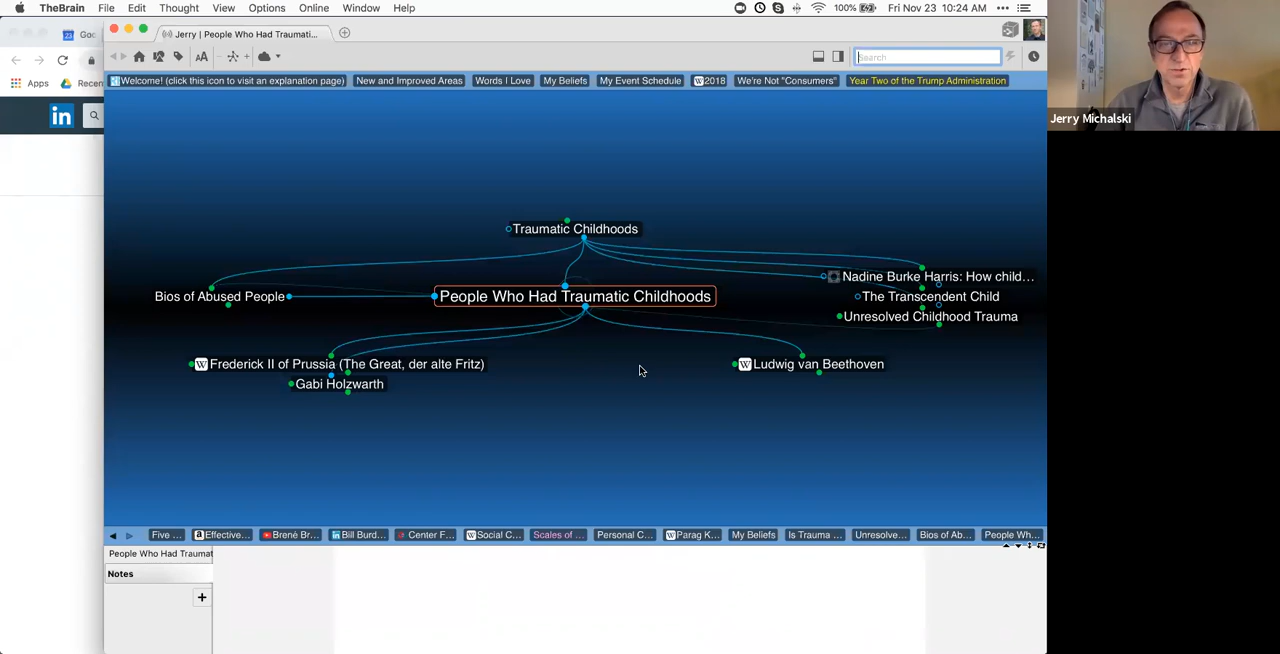 TheBrain File Edit Thought View Options Online Window Help 100% Fri Nov 23 10:24 AM
Jerry | People Who Had Traumati...
Search
Apps
Welcome! (click this icon to visit an explanation page) New and Improved Areas Words I Love My Beliefs My Event Schedule 2018 We're Not "Consumers" Year Two of the Trump Administration
Jerry Michalski
Traumatic Childhoods
Nadine Burke Harris: How child...
Bios of Abused People
People Who Had Traumatic Childhoods
The Transcendent Child
Unresolved Childhood Trauma
Frederick II of Prussia (The Great, der alte Fritz)
Ludwig van Beethoven
Gabi Holzwarth
Five ... Effective... Brené Br... Bill Burd... Center F... Social C... Scales of ... Personal C... Parag K... My Beliefs Is Trauma ... Unresolve... Bios of Ab... People Wh...
People Who Had Traumat
Notes